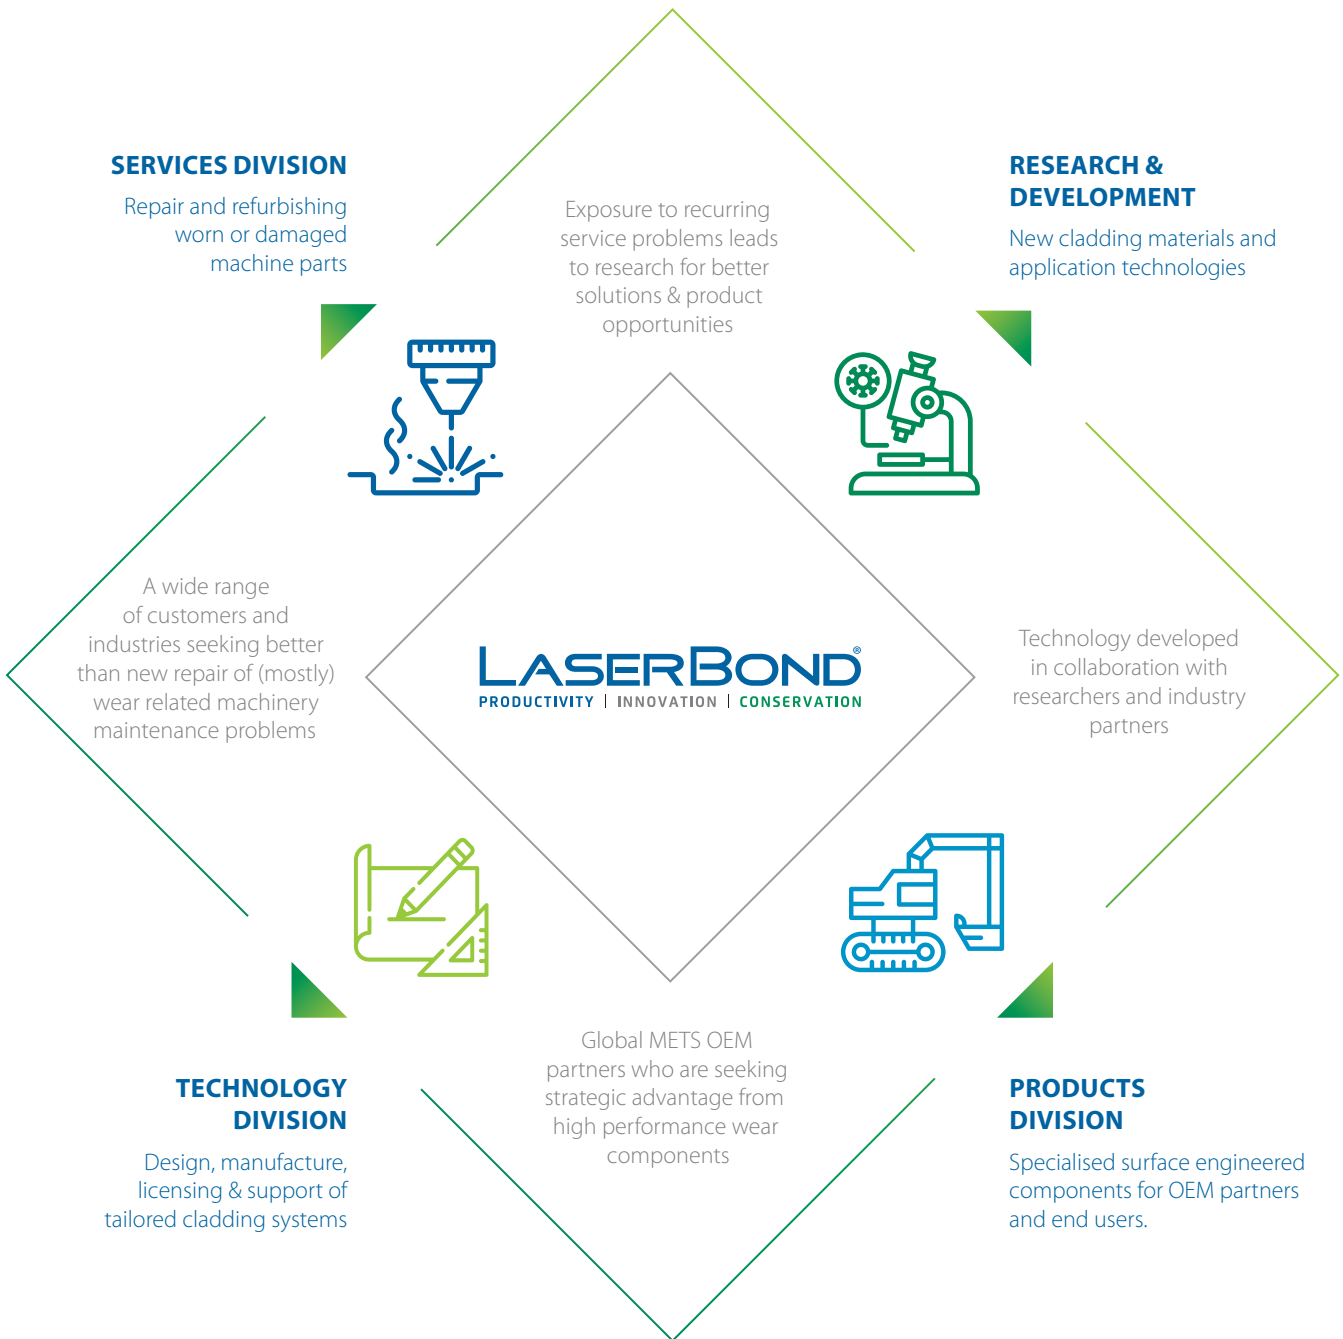 SERVICES DIVISION
Repair and refurbishing
worn or damaged
machine parts
Exposure to recurring
service problems leads
to research for better
solutions & product
opportunities
RESEARCH &
DEVELOPMENT
New cladding materials and
application technologies
A wide range
of customers and
industries seeking better
than new repair of (mostly)
wear related machinery
maintenance problems
LASERBOND®
PRODUCTIVITY | INNOVATION | CONSERVATION
Technology developed
in collaboration with
researchers and industry
partners
TECHNOLOGY
DIVISION
Design, manufacture,
licensing & support of
tailored cladding systems
Global METS OEM
partners who are seeking
strategic advantage from
high performance wear
components
PRODUCTS
DIVISION
Specialised surface engineered
components for OEM partners
and end users.